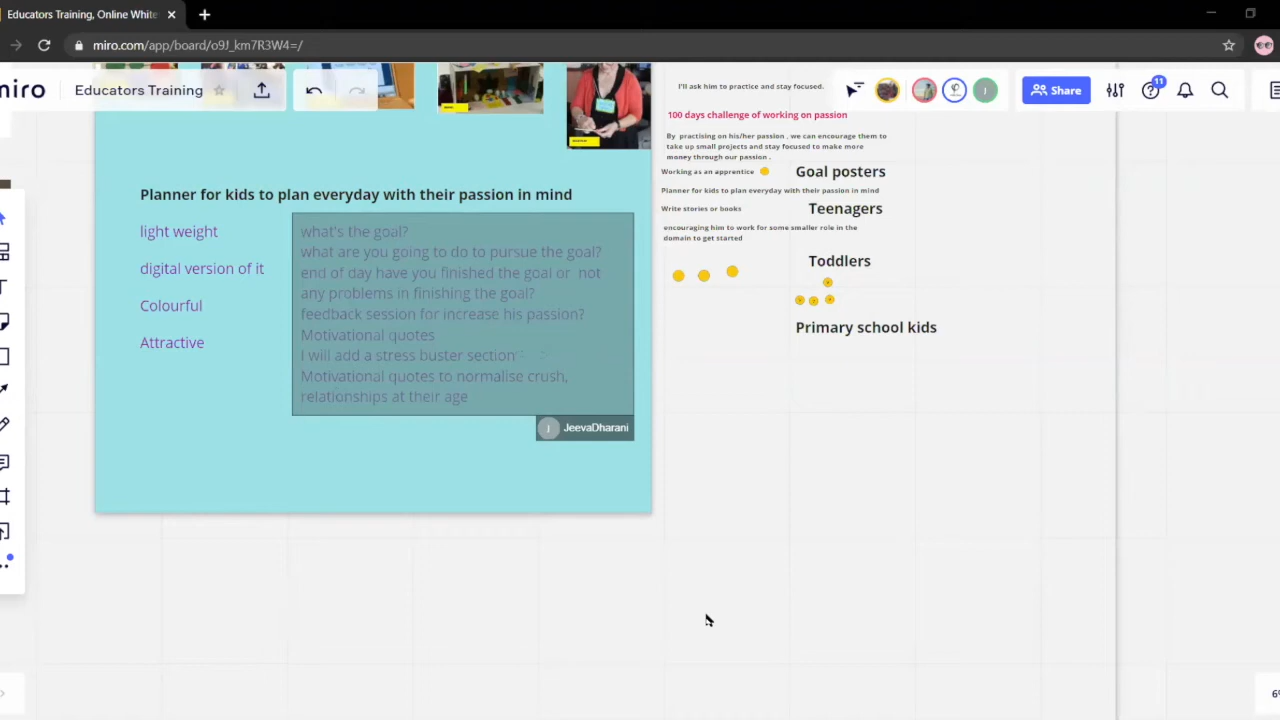 Educators Training, Online White
miro.com/app/board/o9J_km7R3W4=/
miro
Educators Training
J
Share
11
Planner for kids to plan everyday with their passion in mind
light weight
digital version of it
Colourful
Attractive
what's the goal?
what are you going to do to pursue the goal?
end of day have you finished the goal or not
any problems in finishing the goal?
feedback session for increase his passion?
Motivational quotes
I will add a stress buster section
Motivational quotes to normalise crush,
relationships at their age
J JeevaDharani
I'll ask him to practice and stay focused.
100 days challenge of working on passion
By practising on his/her passion , we can encourage them to
take up small projects and stay focused to make more
money through our passion .
Working as an apprentice
Planner for kids to plan everyday with their passion in mind
Write stories or books
encouraging him to work for some smaller role in the
domain to get started
Goal posters
Teenagers
Toddlers
Primary school kids